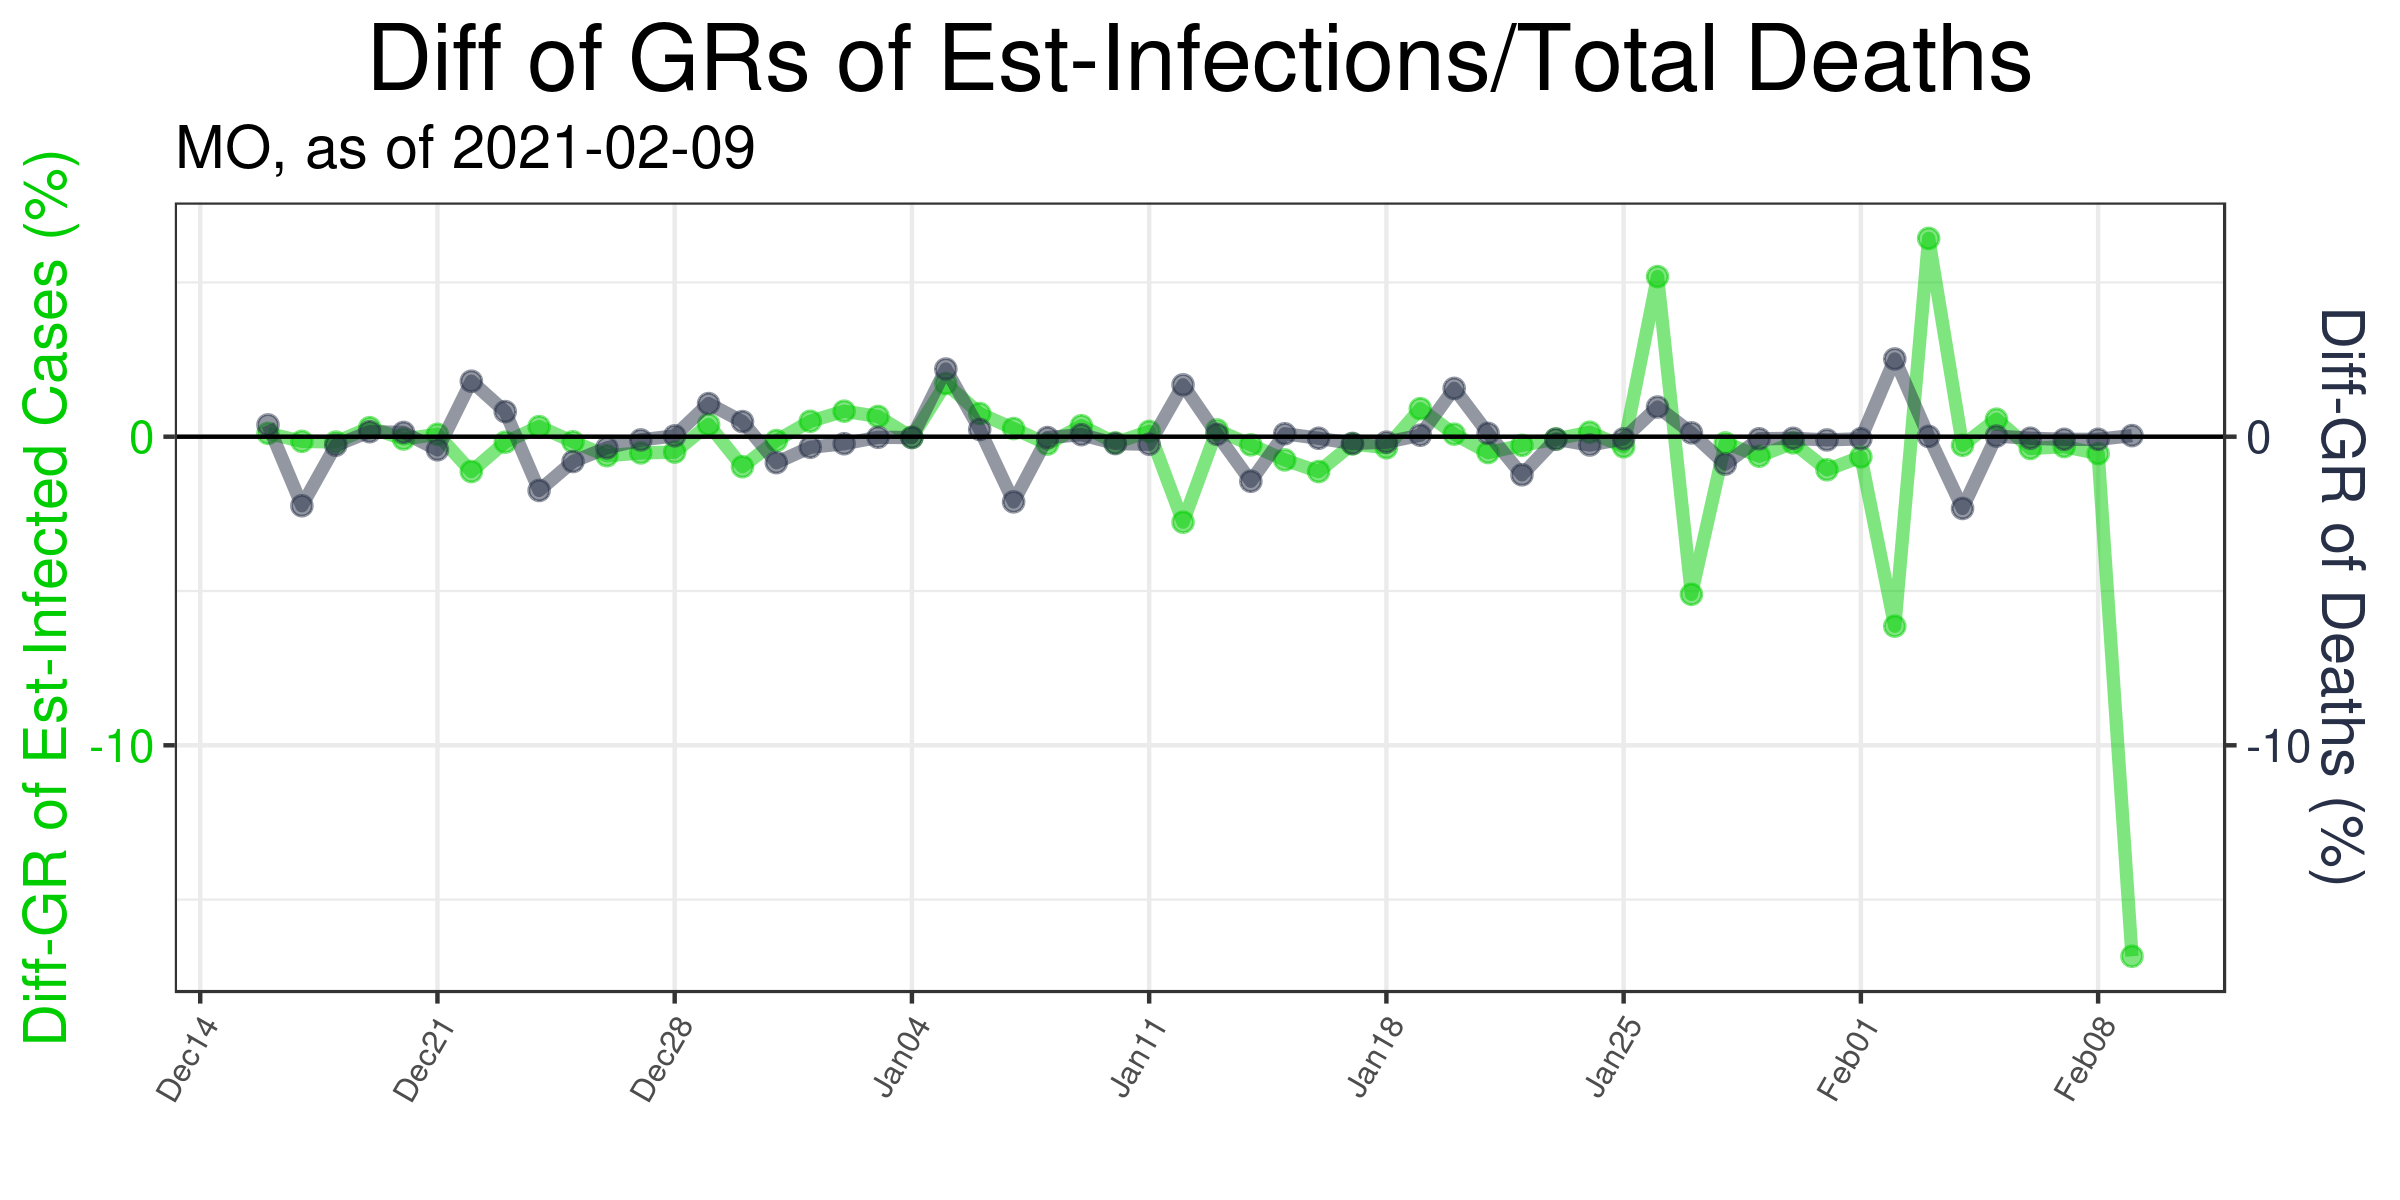 Diff of GRs of Est-Infections/Total Deaths
MO, as of 2021-02-09
Diff-GR of Est-Infected Cases (%)
0
-10
0
-10
Diff-GR of Deaths (%)
Dec14
Dec21
Dec28
Jan04
Jan11
Jan18
Jan25
Feb01
Feb08